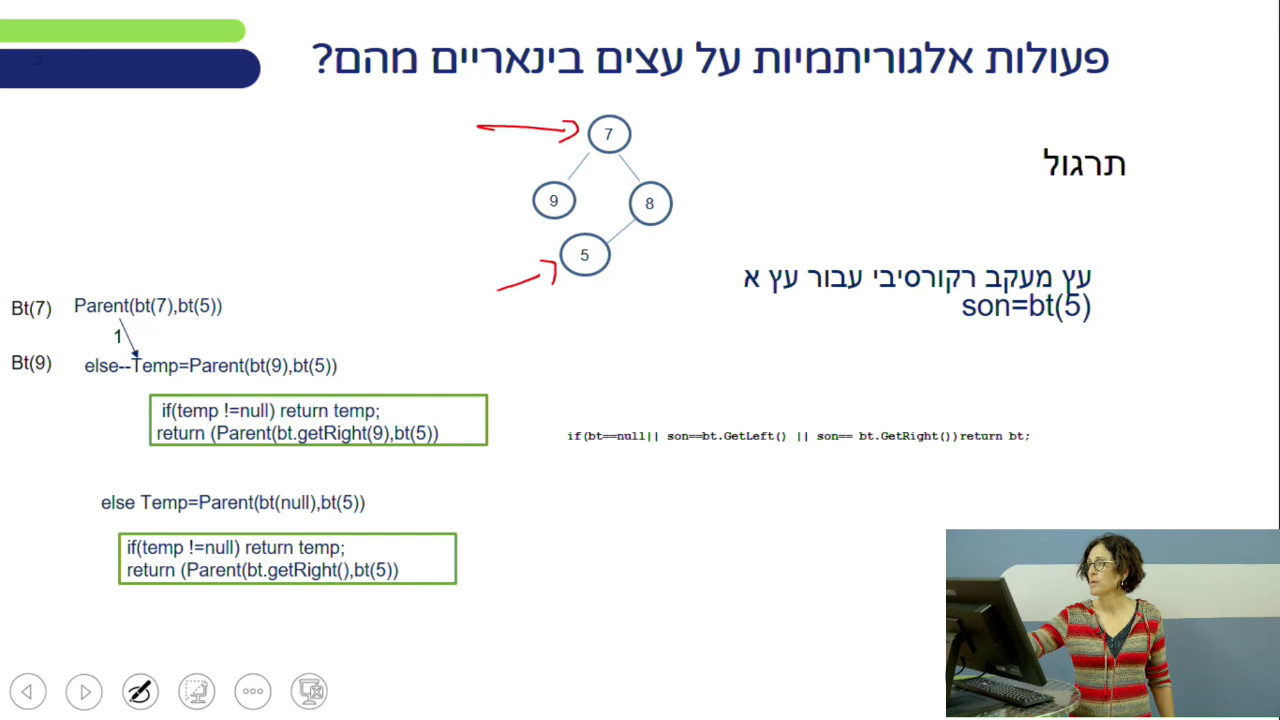 פעולות אלגוריתמיות על עצים בינאריים מהם?
תרגול
7
9
8
5
עץ מעקב רקורסיבי עבור עץ א
son=bt(5)
Bt(7)
Parent(bt(7),bt(5))
1
Bt(9)
else--Temp=Parent(bt(9),bt(5))
if(temp !=null) return temp;
return (Parent(bt.getRight(9),bt(5))
if(bt==null|| son==bt.GetLeft() || son== bt.GetRight())return bt;
else Temp=Parent(bt(null),bt(5))
if(temp !=null) return temp;
return (Parent(bt.getRight(),bt(5))